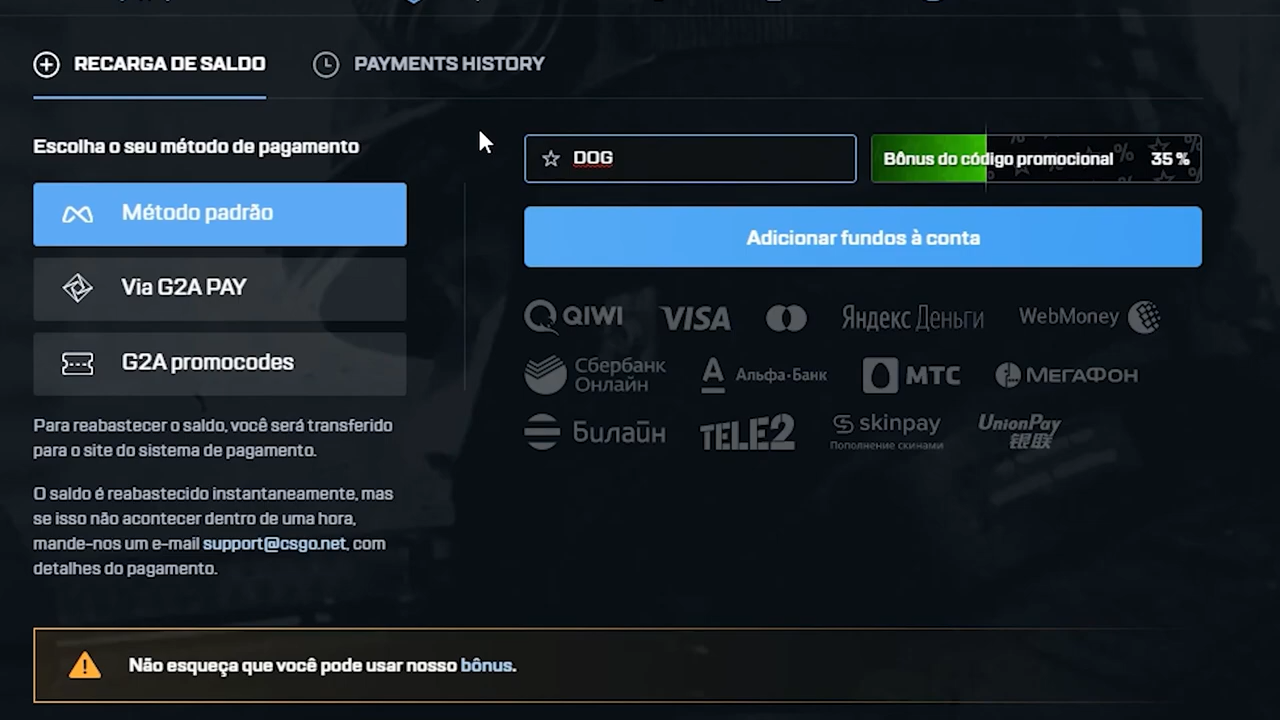 RECARGA DE SALDO
PAYMENTS HISTORY
Escolha o seu método de pagamento
DOG
Bônus do código promocional 35 %
Método padrão
Adicionar fundos à conta
Via G2A PAY
G2A promocodes
QIWI VISA Яндекс Деньги WebMoney
Сбербанк
Онлайн
Альфа·Банк
МТС
МЕГАФОН
Билайн TELE2
skinpay
Пополнение скинами
UnionPay
银联
Para reabastecer o saldo, você será transferido
para o site do sistema de pagamento.
O saldo é reabastecido instantaneamente, mas
se isso não acontecer dentro de uma hora,
mande-nos um e-mail support@csgo.net, com
detalhes do pagamento.
Não esqueça que você pode usar nosso bônus.